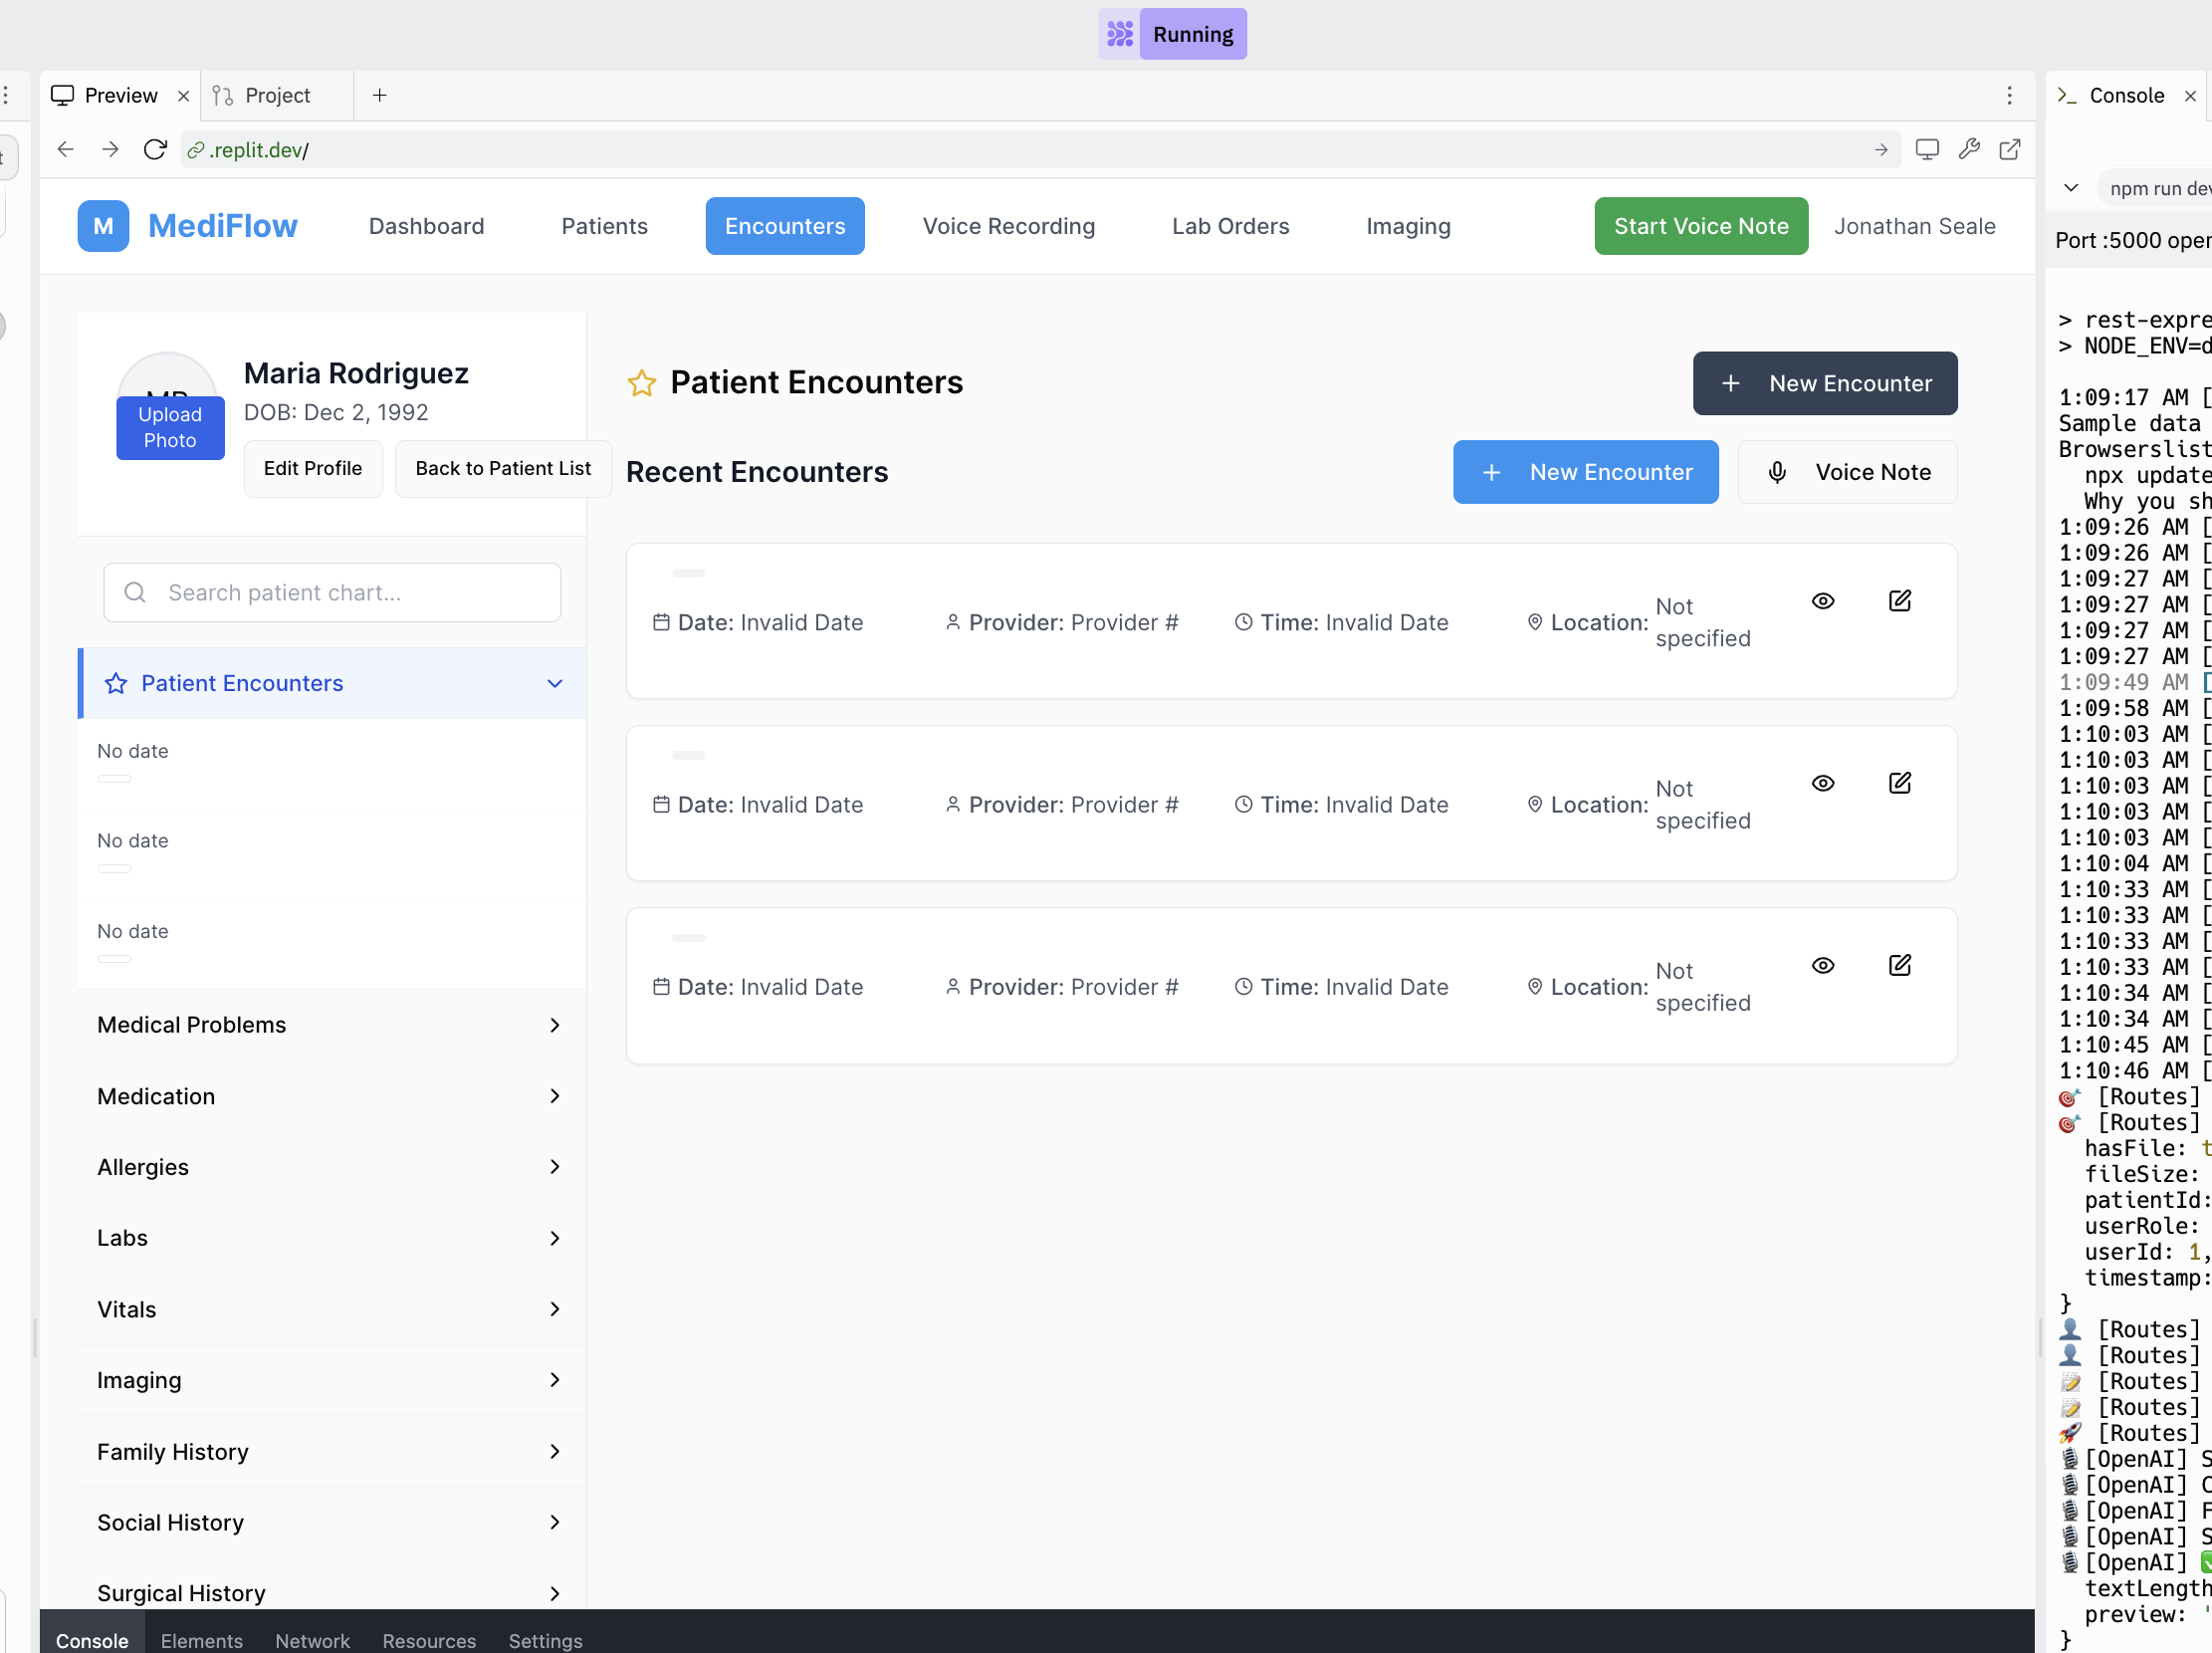 Running
Preview
Project
.replit.dev/
M
MediFlow
Dashboard
Patients
Encounters
Voice Recording
Lab Orders
Imaging
Start Voice Note
Jonathan Seale
Maria Rodriguez
DOB: Dec 2, 1992
Upload
Photo
Edit Profile
Back to Patient List
Search patient chart...
Patient Encounters
No date
No date
No date
Medical Problems
Medication
Allergies
Labs
Vitals
Imaging
Family History
Social History
Surgical History
Patient Encounters
New Encounter
Recent Encounters
New Encounter
Voice Note
Date: Invalid Date
Provider: Provider #
Time: Invalid Date
Location: Not
specified
Date: Invalid Date
Provider: Provider #
Time: Invalid Date
Location: Not
specified
Date: Invalid Date
Provider: Provider #
Time: Invalid Date
Location: Not
specified
Console
Elements
Network
Resources
Settings
Console
npm run dev
Port :5000 oper
> rest-expre
> NODE_ENV=d
1:09:17 AM [
Sample data
Browserslist
npx update
Why you sh
1:09:26 AM [
1:09:26 AM [
1:09:27 AM [
1:09:27 AM [
1:09:27 AM [
1:09:27 AM [
1:09:49 AM [
1:09:58 AM [
1:10:03 AM [
1:10:03 AM [
1:10:03 AM [
1:10:03 AM [
1:10:03 AM [
1:10:04 AM [
1:10:33 AM [
1:10:33 AM [
1:10:33 AM [
1:10:33 AM [
1:10:34 AM [
1:10:34 AM [
1:10:45 AM [
1:10:46 AM [
[Routes]
[Routes]
hasFile: t
fileSize:
patientId:
userRole:
userId: 1,
timestamp:
}
[Routes]
[Routes]
[Routes]
[Routes]
[Routes]
[OpenAI] S
[OpenAI] C
[OpenAI] F
[OpenAI] S
[OpenAI]
textLength
preview: '
}